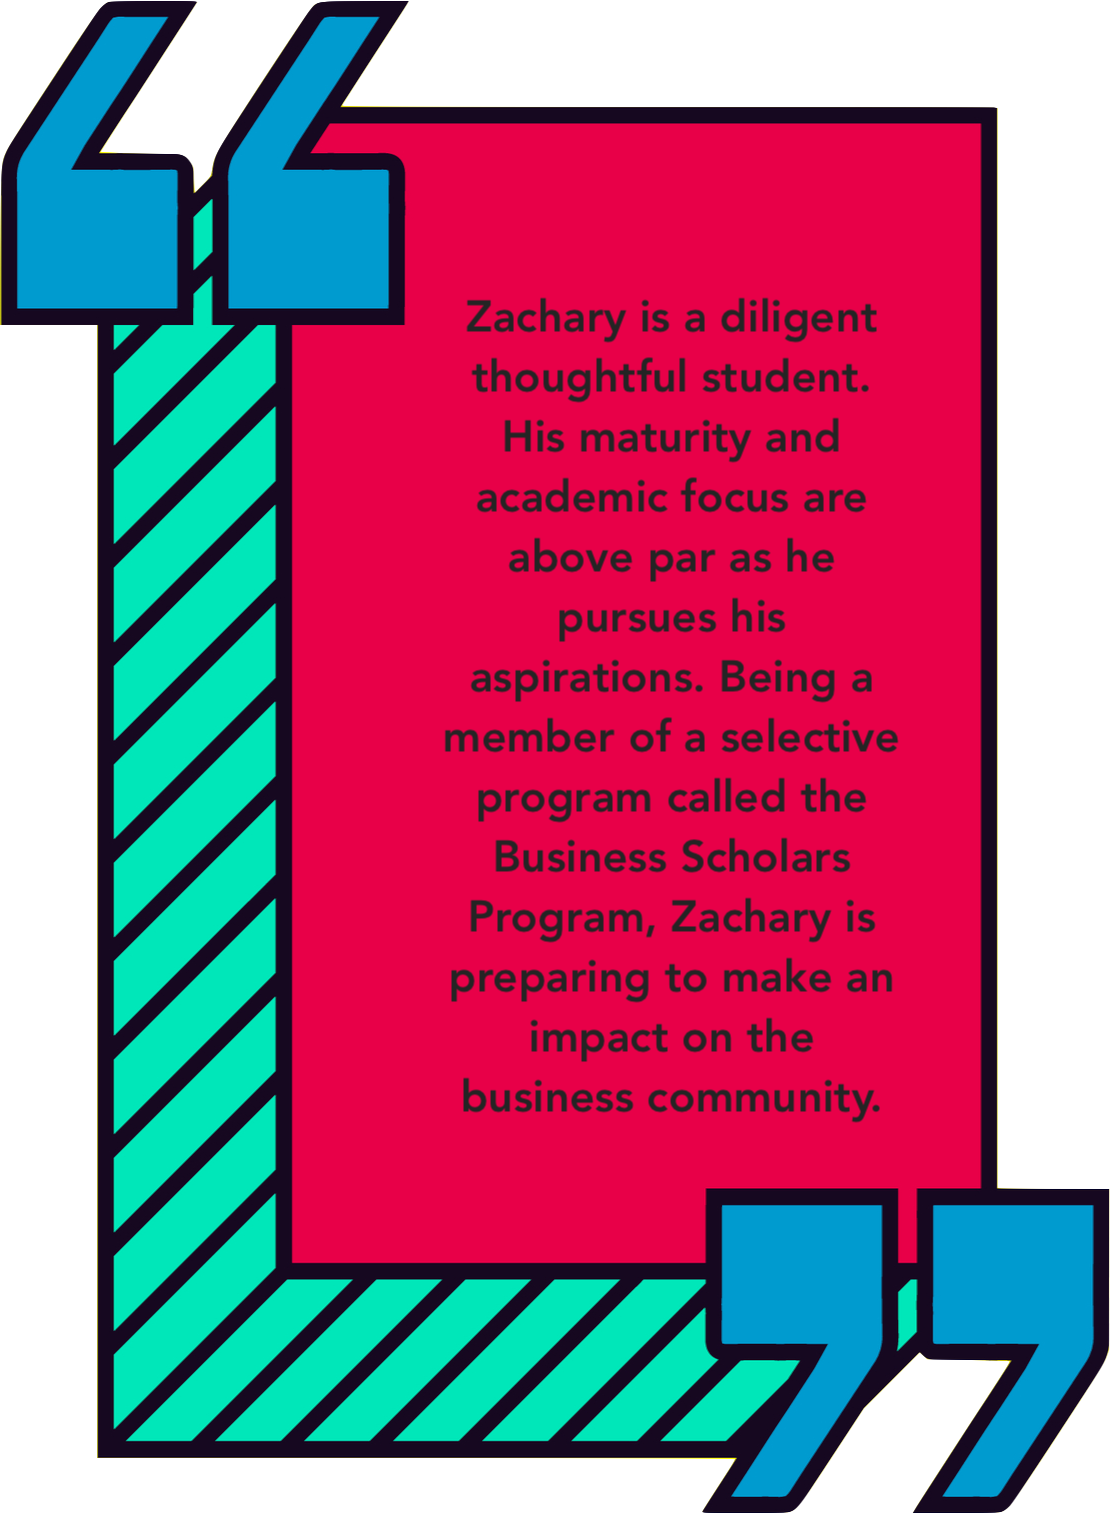 Zachary is a diligent
thoughtful student.
His maturity and
academic focus are
above par as he
pursues his
aspirations. Being a
member of a selective
program called the
Business Scholars
Program, Zachary is
preparing to make an
impact on the
business community.